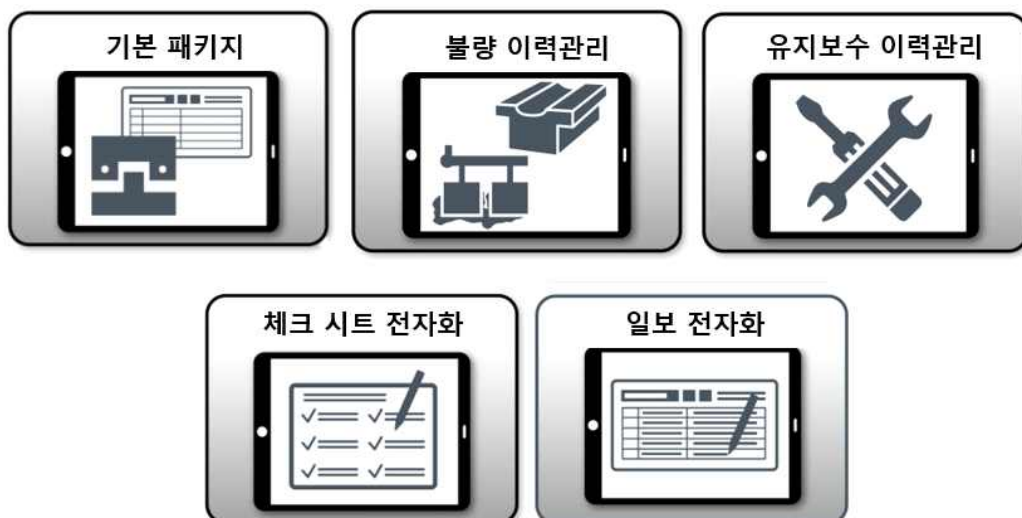 기본 패키지
불량 이력관리
유지보수 이력관리
체크 시트 전자화
일보 전자화